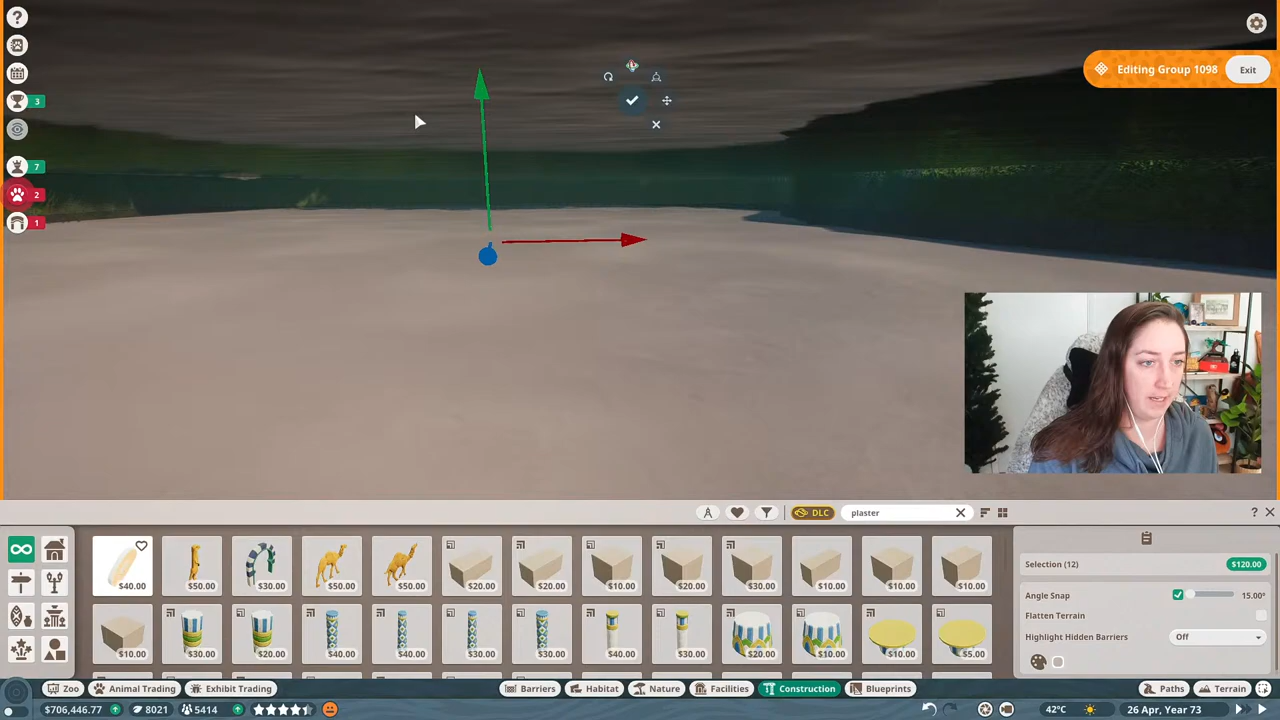 ?
Editing Group 1098 Exit
3
7
2
1
DLC plaster
?
$40.00 $50.00 $30.00 $50.00 $50.00 $20.00 $20.00 $10.00 $10.00 $30.00 $10.00 $10.00 $10.00
$10.00 $30.00 $20.00 $40.00 $40.00 $30.00 $30.00 $40.00 $30.00 $20.00 $10.00 $10.00 $5.00
Selection (12) $120.00
Angle Snap 15.00°
Flatten Terrain
Highlight Hidden Barriers Off
Zoo Animal Trading Exhibit Trading Barriers Habitat Nature Facilities Construction Blueprints Paths Terrain
$706,446.77 8021 5414 42°C 26 Apr, Year 73